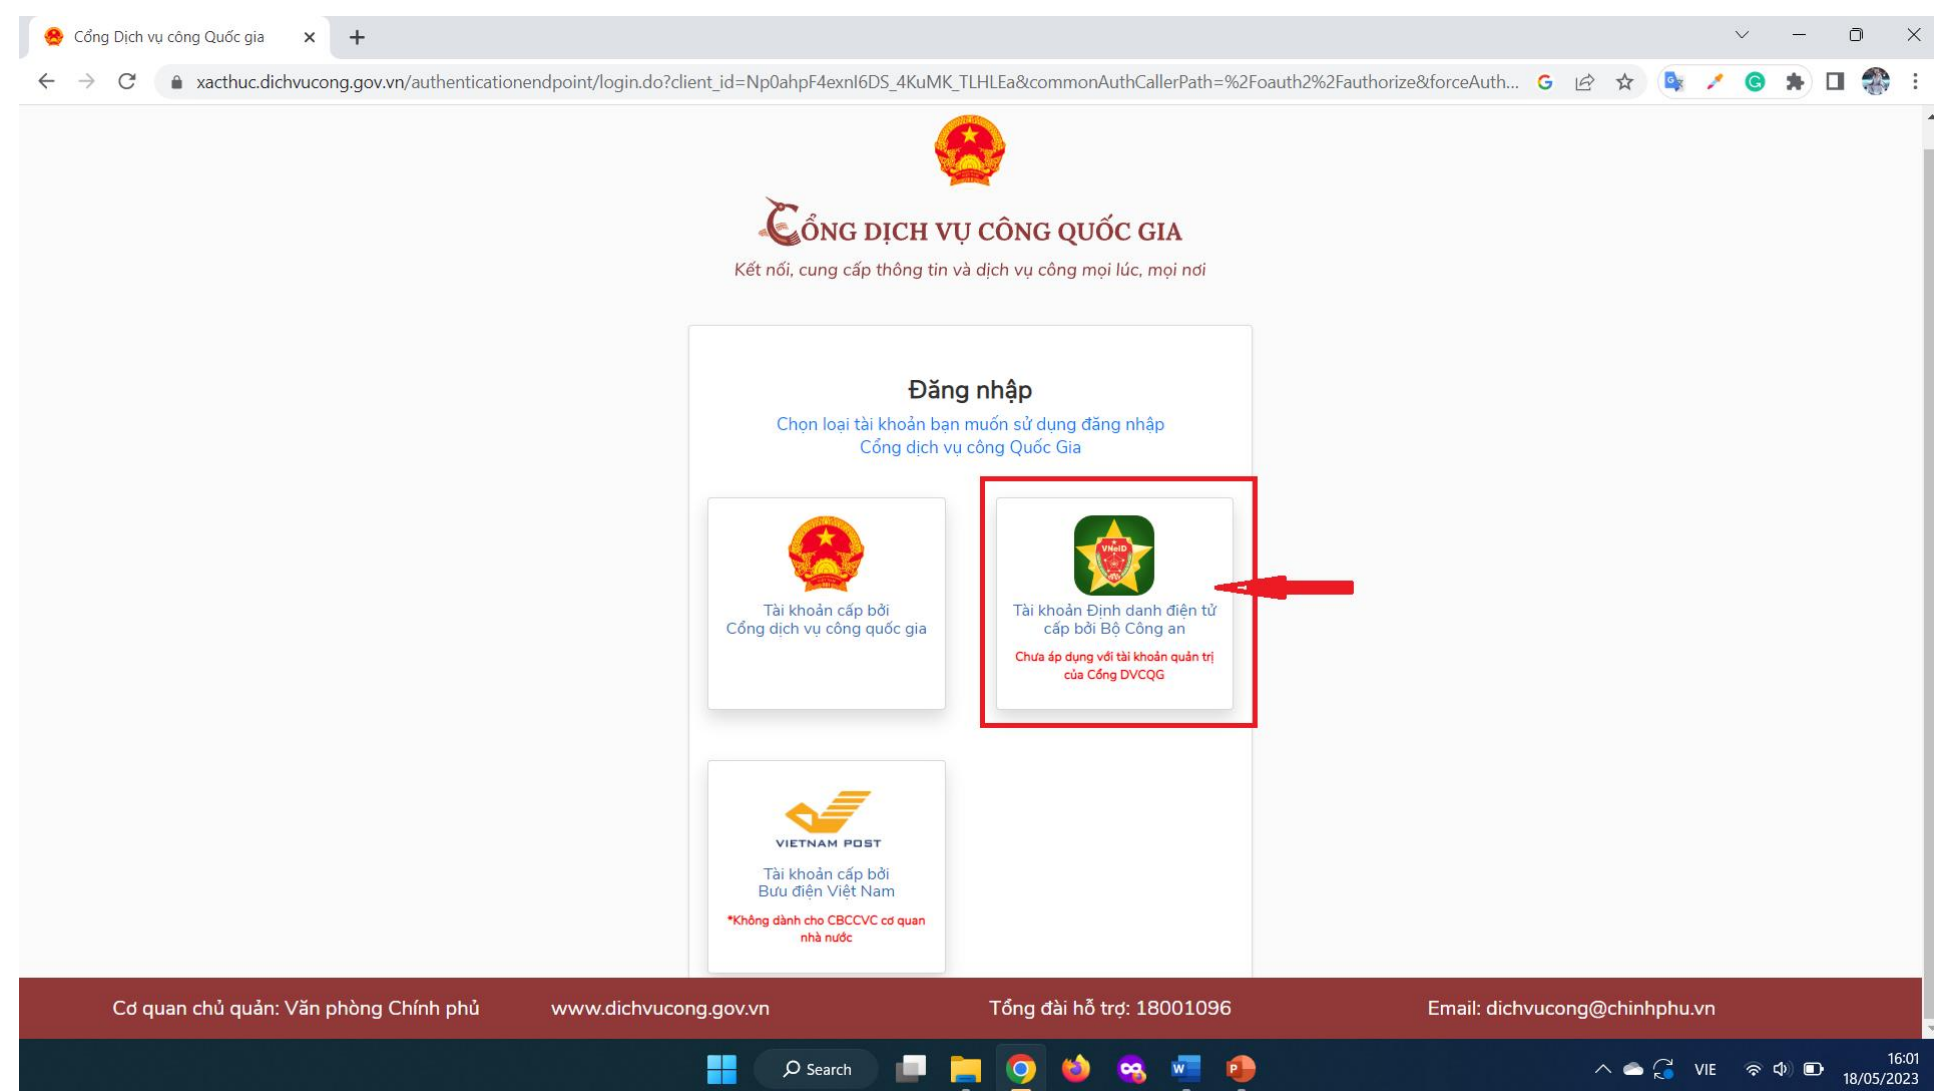 Cổng Dịch vụ công Quốc gia
xacthuc.dichvucong.gov.vn/authenticationendpoint/login.do?client_id=Np0ahpF4exnI6DS_4KuMK_TLHLEa&commonAuthCallerPath=%2Foauth2%2Fauthorize&forceAuth...
CỔNG DỊCH VỤ CÔNG QUỐC GIA
Kết nối, cung cấp thông tin và dịch vụ công mọi lúc, mọi nơi
Đăng nhập
Chọn loại tài khoản bạn muốn sử dụng đăng nhập
Cổng dịch vụ công Quốc Gia
Tài khoản cấp bởi
Cổng dịch vụ công quốc gia
VNeID
Tài khoản Định danh điện tử
cấp bởi Bộ Công an
Chưa áp dụng với tài khoản quản trị
của Cổng DVCQG
VIETNAM POST
Tài khoản cấp bởi
Bưu điện Việt Nam
*Không dành cho CBCCVC cơ quan
nhà nước
Cơ quan chủ quản: Văn phòng Chính phủ
www.dichvucong.gov.vn
Tổng đài hỗ trợ: 18001096
Email: dichvucong@chinhphu.vn
Search
VIE
16:01
18/05/2023